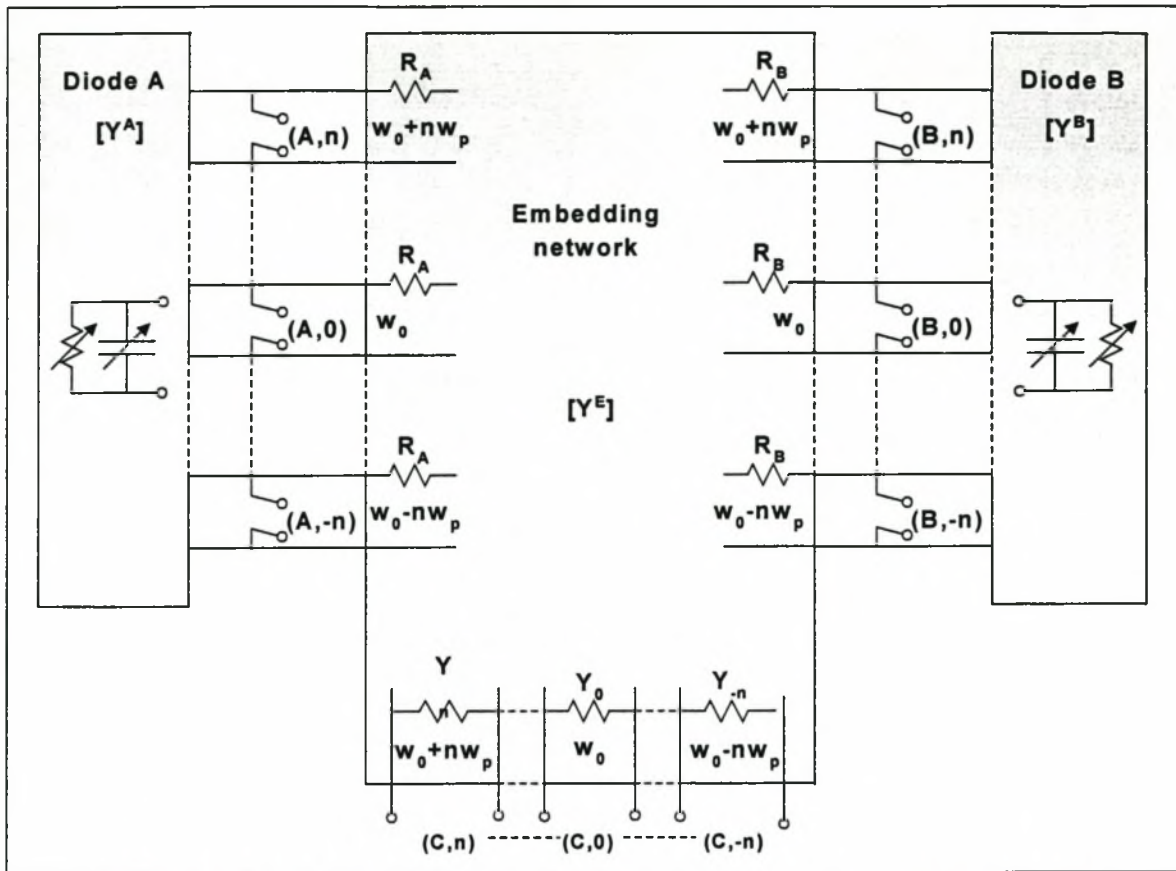 Diode A
[Y^A]
R_A
w_0+nw_p
(A,n)
R_B
w_0+nw_p
(B,n)
Diode B
[Y^B]
Embedding
network
R_A
w_0
(A,0)
R_B
w_0
(B,0)
[Y^E]
R_A
w_0-nw_p
(A,-n)
R_B
w_0-nw_p
(B,-n)
Y_n
Y_0
Y_-n
w_0+nw_p
w_0
w_0-nw_p
(C,n)
(C,0)
(C,-n)